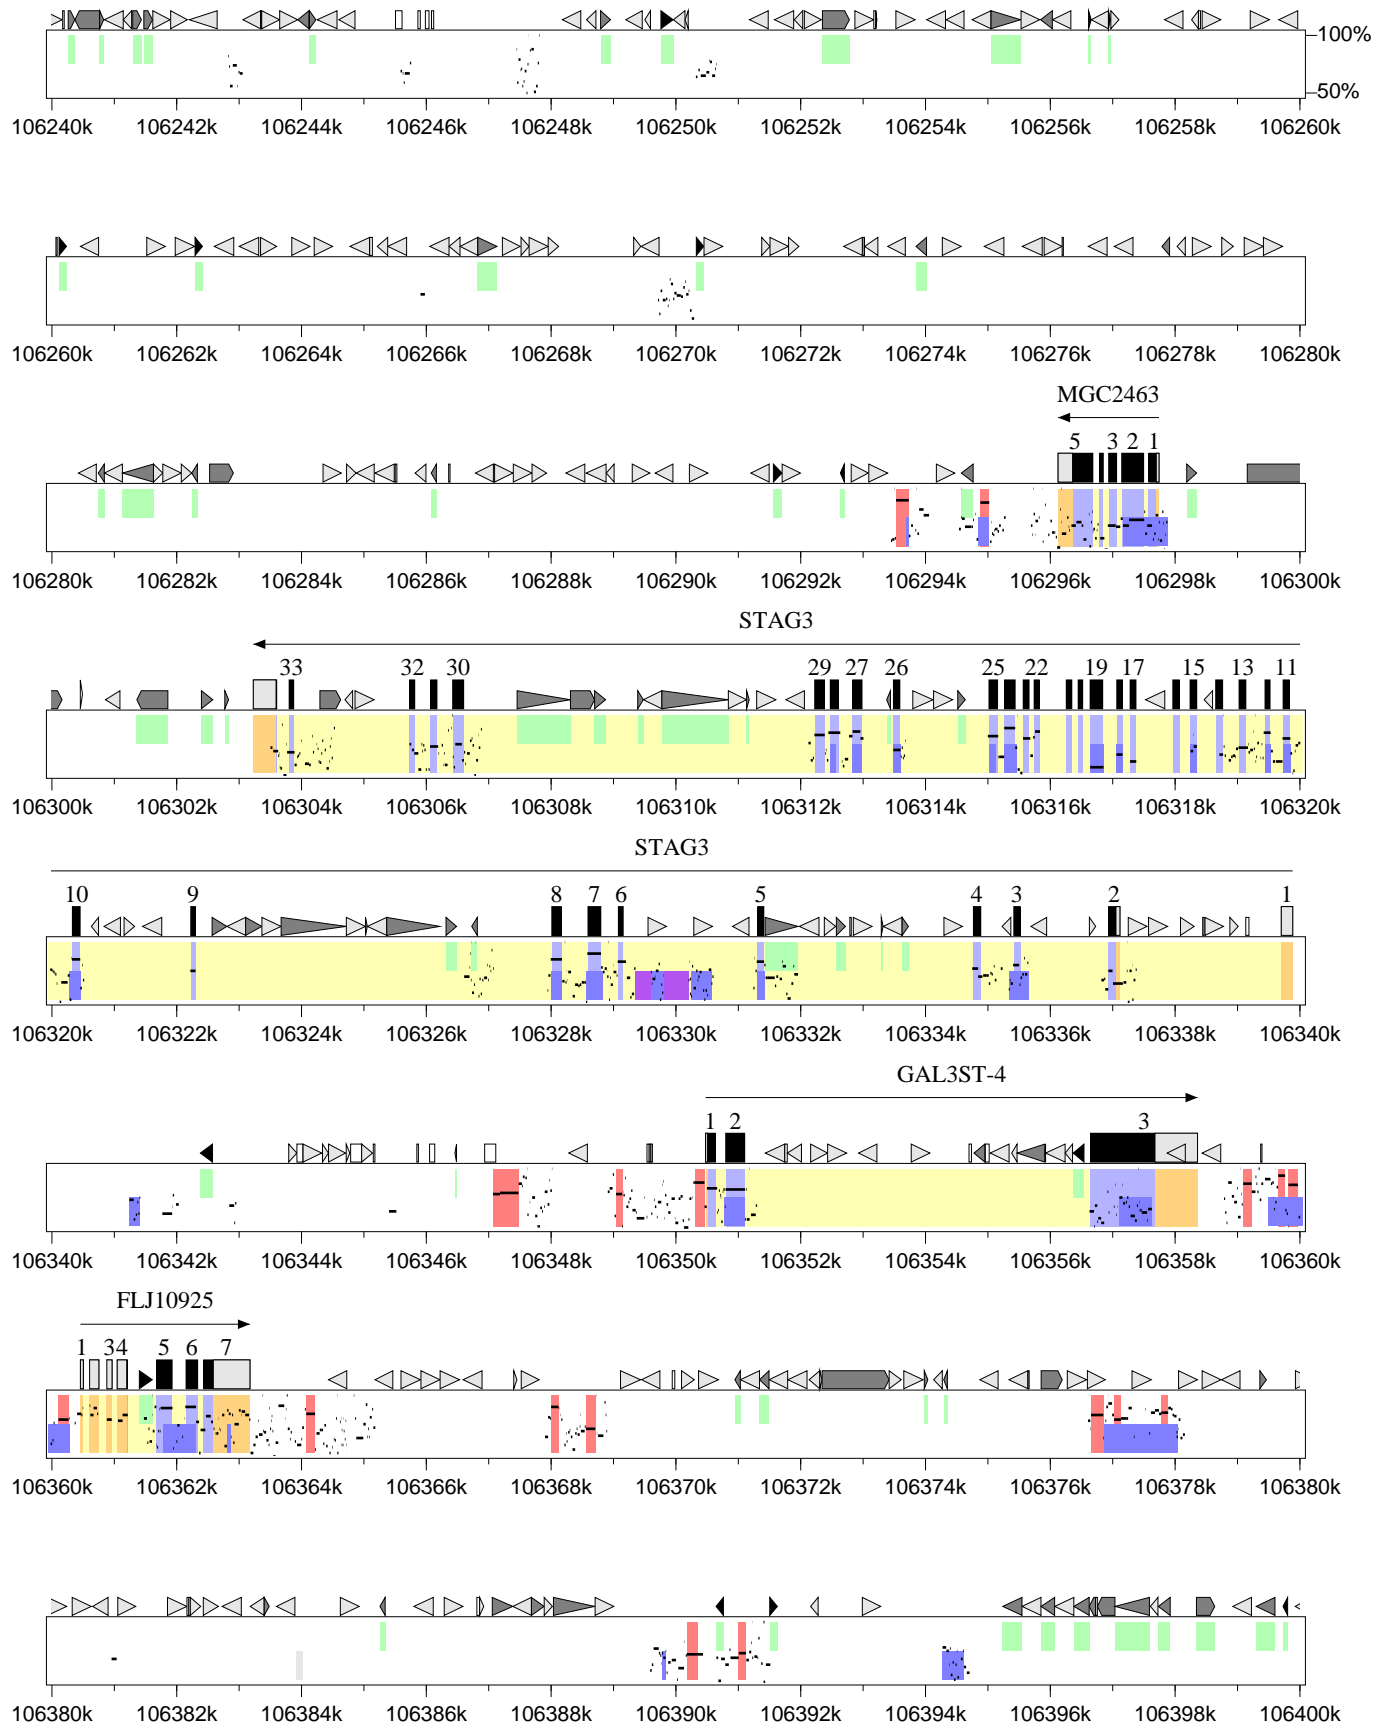 100%
50%
106240k 106242k 106244k 106246k 106248k 106250k 106252k 106254k 106256k 106258k 106260k
106260k 106262k 106264k 106266k 106268k 106270k 106272k 106274k 106276k 106278k 106280k
MGC2463
5 3 2 1
106280k 106282k 106284k 106286k 106288k 106290k 106292k 106294k 106296k 106298k 106300k
STAG3
33 32 30 29 27 26 25 22 19 17 15 13 11
106300k 106302k 106304k 106306k 106308k 106310k 106312k 106314k 106316k 106318k 106320k
STAG3
10 9 8 7 6 5 4 3 2 1
106320k 106322k 106324k 106326k 106328k 106330k 106332k 106334k 106336k 106338k 106340k
GAL3ST-4
1 2 3
106340k 106342k 106344k 106346k 106348k 106350k 106352k 106354k 106356k 106358k 106360k
FLJ10925
1 3 4 5 6 7
106360k 106362k 106364k 106366k 106368k 106370k 106372k 106374k 106376k 106378k 106380k
106380k 106382k 106384k 106386k 106388k 106390k 106392k 106394k 106396k 106398k 106400k